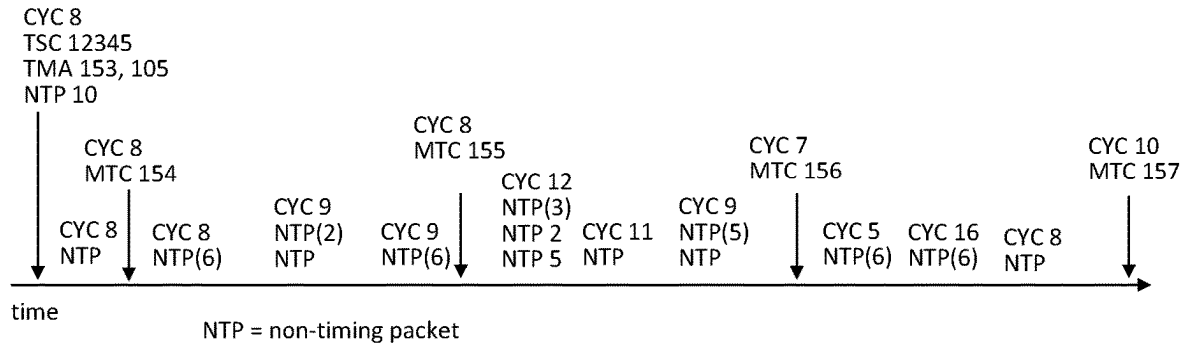 CYC 8
TSC 12345
TMA 153, 105
NTP 10
CYC 8
NTP
CYC 8
MTC 154
CYC 8
NTP(6)
CYC 9
NTP(2)
NTP
CYC 9
NTP(6)
CYC 8
MTC 155
CYC 12
NTP(3)
NTP 2
NTP 5
CYC 11
NTP
CYC 9
NTP(5)
NTP
CYC 7
MTC 156
CYC 5
NTP(6)
CYC 16
NTP(6)
CYC 8
NTP
CYC 10
MTC 157
time
NTP = non-timing packet